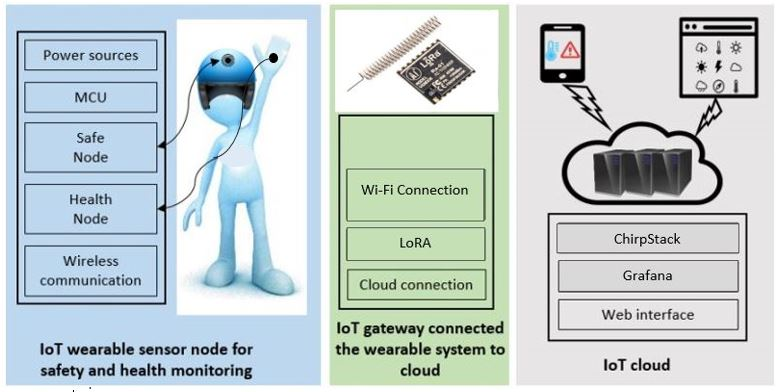 Power sources
MCU
Safe
Node
Health
Node
Wireless
communication
IoT wearable sensor node for
safety and health monitoring
LoRa
Wi-Fi Connection
LoRA
Cloud connection
IoT gateway connected
the wearable system to
cloud
ChirpStack
Grafana
Web interface
IoT cloud